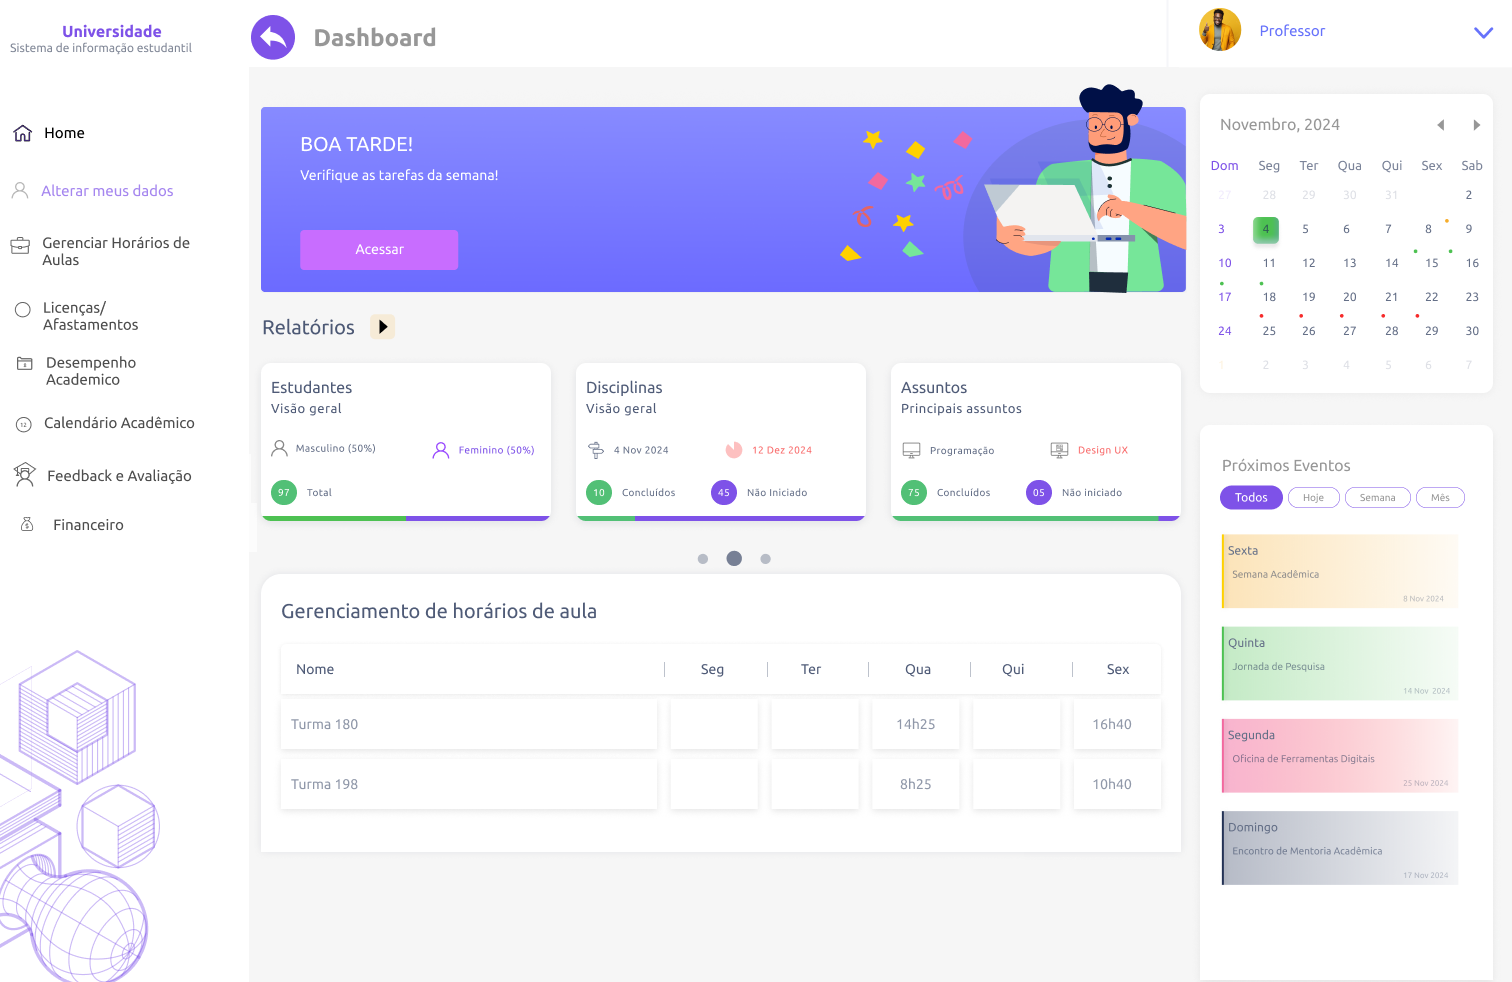 Universidade
Sistema de informação estudantil
Dashboard
Professor
Home
Alterar meus dados
Gerenciar Horários de
Aulas
Licenças/
Afastamentos
Desempenho
Academico
12
Calendário Acadêmico
Feedback e Avaliação
Financeiro
BOA TARDE!
Verifique as tarefas da semana!
Acessar
Relatórios
Estudantes
Visão geral
Masculino (50%)
Feminino (50%)
97
Total
Disciplinas
Visão geral
4 Nov 2024
12 Dez 2024
10
Concluídos
45
Não Iniciado
Assuntos
Principais assuntos
Programação
Design UX
75
Concluídos
05
Não iniciado
Gerenciamento de horários de aula
Nome Seg Ter Qua Qui Sex
Turma 180 14h25 16h40
Turma 198 8h25 10h40
Novembro, 2024
Dom Seg Ter Qua Qui Sex Sab
27 28 29 30 31 2
3 4 5 6 7 8 9
10 11 12 13 14 15 16
17 18 19 20 21 22 23
24 25 26 27 28 29 30
1 2 3 4 5 6 7
Próximos Eventos
Todos Hoje Semana Mês
Sexta
Semana Acadêmica
8 Nov 2024
Quinta
Jornada de Pesquisa
14 Nov. 2024
Segunda
Oficina de Ferramentas Digitais
25 Nov 2024
Domingo
Encontro de Mentoria Acadêmica
17 Nov 2024